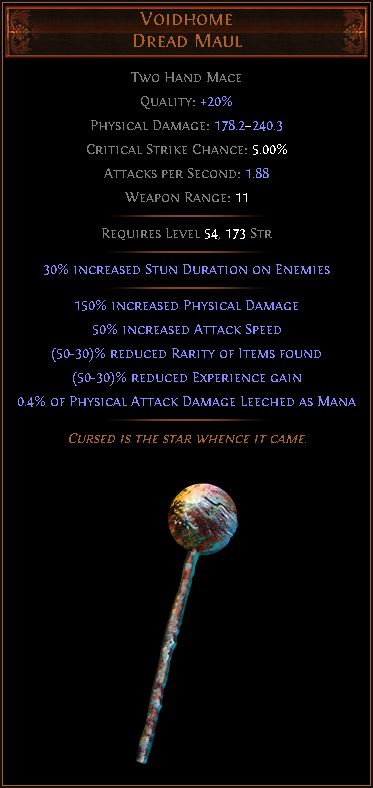 Voidhome
Dread Maul
Two Hand Mace
Quality: +20%
Physical Damage: 178.2–240.3
Critical Strike Chance: 5.00%
Attacks per Second: 1.88
Weapon Range: 11
Requires Level 54, 173 Str
30% increased Stun Duration on Enemies
150% increased Physical Damage
50% increased Attack Speed
(50-30)% reduced Rarity of Items found
(50-30)% reduced Experience gain
0.4% of Physical Attack Damage Leeched as Mana
Cursed is the star whence it came.